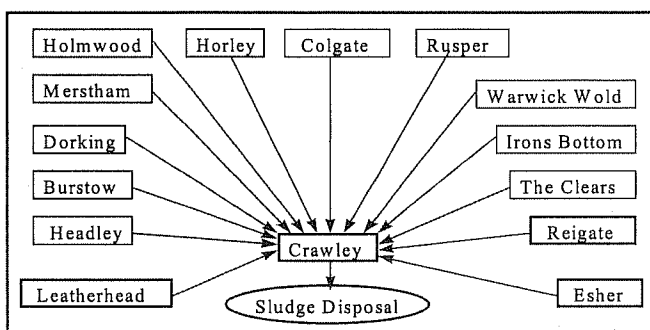 Holmwood
Horley
Colgate
Rusper
Merstham
Warwick Wold
Dorking
Irons Bottom
Burstow
The Clears
Headley
Crawley
Reigate
Leatherhead
Sludge Disposal
Esher